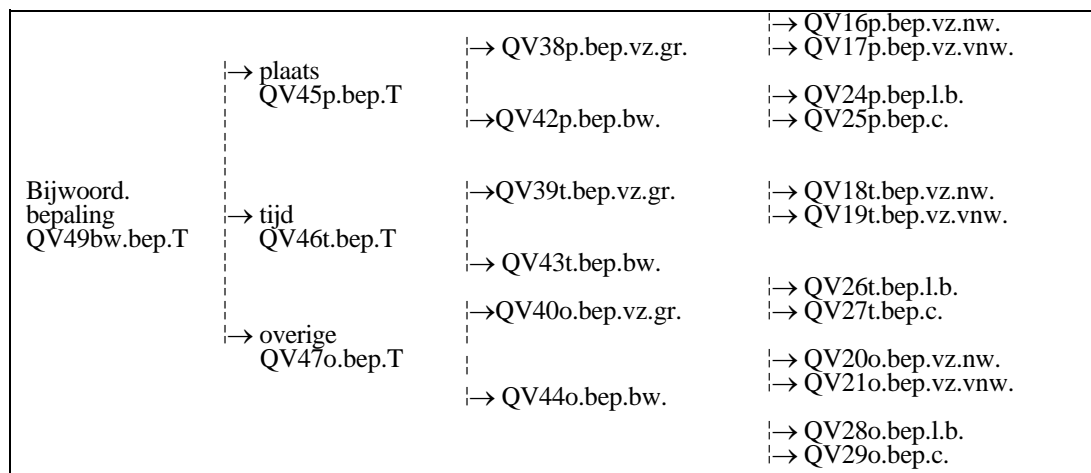 → QV16p.bep.vz.nw.
→ QV38p.bep.vz.gr. → QV17p.bep.vz.vnw.
→ plaats
QV45p.bep.T → QV24p.bep.l.b.
→QV42p.bep.bw. → QV25p.bep.c.
Bijwoord. →QV39t.bep.vz.gr. → QV18t.bep.vz.nw.
bepaling → tijd → QV19t.bep.vz.vnw.
QV49bw.bep.T QV46t.bep.T
→ QV43t.bep.bw.
→ QV26t.bep.l.b.
→QV40o.bep.vz.gr. → QV27t.bep.c.
→ overige
QV47o.bep.T → QV20o.bep.vz.nw.
→ QV21o.bep.vz.vnw.
→ QV44o.bep.bw.
→ QV28o.bep.l.b.
→ QV29o.bep.c.